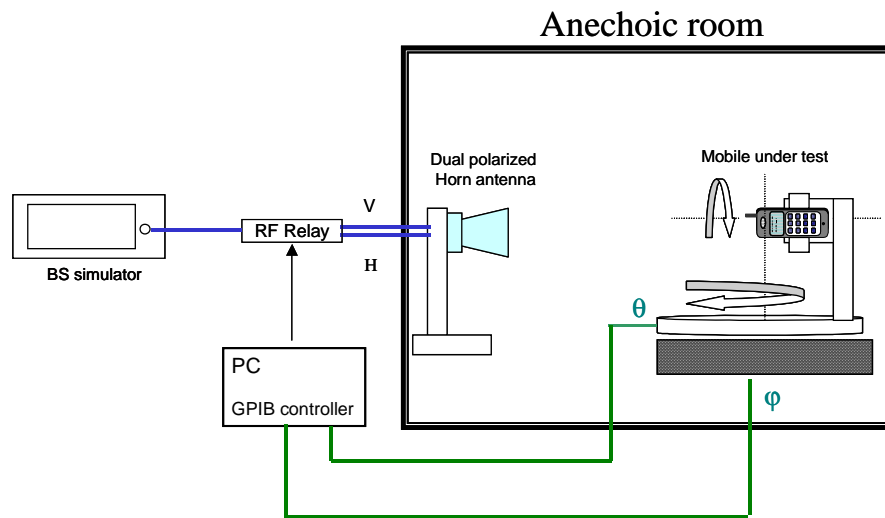 Anechoic room
Dual polarized
Horn antenna
Mobile under test
V
RF Relay
H
BS simulator
θ
PC
GPIB controller
φ